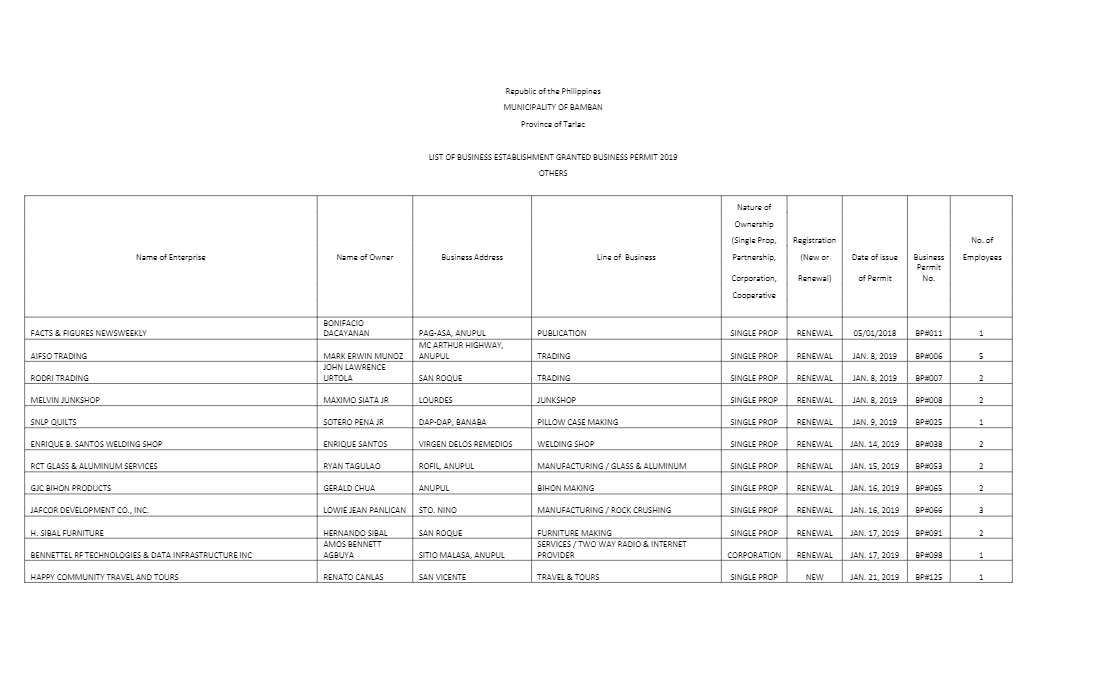 Republic of the Philippines
MUNICIPALITY OF BAMBAN
Province of Tarlac
LIST OF BUSINESS ESTABLISHMENT GRANTED BUSINESS PERMIT 2019
OTHERS
Name of Enterprise Name of Owner Business Address Line of Business Nature of Ownership (Single Prop, Partnership, Corporation, Cooperative Registration (New or Renewal) Date of issue of Permit Business Permit No. No. of Employees
FACTS & FIGURES NEWSWEEKLY BONIFACIO DACAYANAN PAG-ASA, ANUPUL PUBLICATION SINGLE PROP RENEWAL 05/01/2018 BP#011 1
AIFSO TRADING MARK ERWIN MUNOZ MC ARTHUR HIGHWAY, ANUPUL TRADING SINGLE PROP RENEWAL JAN. 8, 2019 BP#006 5
RODRI TRADING JOHN LAWRENCE URTOLA SAN ROQUE TRADING SINGLE PROP RENEWAL JAN. 8, 2019 BP#007 2
MELVIN JUNKSHOP MAXIMO SIATA JR LOURDES JUNKSHOP SINGLE PROP RENEWAL JAN. 8, 2019 BP#008 2
SNLP QUILTS SOTERO PENA JR DAP-DAP, BANABA PILLOW CASE MAKING SINGLE PROP RENEWAL JAN. 9, 2019 BP#025 1
ENRIQUE B. SANTOS WELDING SHOP ENRIQUE SANTOS VIRGEN DELOS REMEDIOS WELDING SHOP SINGLE PROP RENEWAL JAN. 14, 2019 BP#038 2
RCT GLASS & ALUMINUM SERVICES RYAN TAGULAO ROFIL, ANUPUL MANUFACTURING / GLASS & ALUMINUM SINGLE PROP RENEWAL JAN. 15, 2019 BP#053 2
GJC BIHON PRODUCTS GERALD CHUA ANUPUL BIHON MAKING SINGLE PROP RENEWAL JAN. 16, 2019 BP#065 2
JAFCOR DEVELOPMENT CO., INC. LOWIE JEAN PANLICAN STO. NINO MANUFACTURING / ROCK CRUSHING SINGLE PROP RENEWAL JAN. 16, 2019 BP#066 3
H. SIBAL FURNITURE HERNANDO SIBAL SAN ROQUE FURNITURE MAKING SINGLE PROP RENEWAL JAN. 17, 2019 BP#091 2
BENNETTEL RF TECHNOLOGIES & DATA INFRASTRUCTURE INC AMOS BENNETT AGBUYA SITIO MALASA, ANUPUL SERVICES / TWO WAY RADIO & INTERNET PROVIDER CORPORATION RENEWAL JAN. 17, 2019 BP#098 1
HAPPY COMMUNITY TRAVEL AND TOURS RENATO CANLAS SAN VICENTE TRAVEL & TOURS SINGLE PROP NEW JAN. 21, 2019 BP#125 1